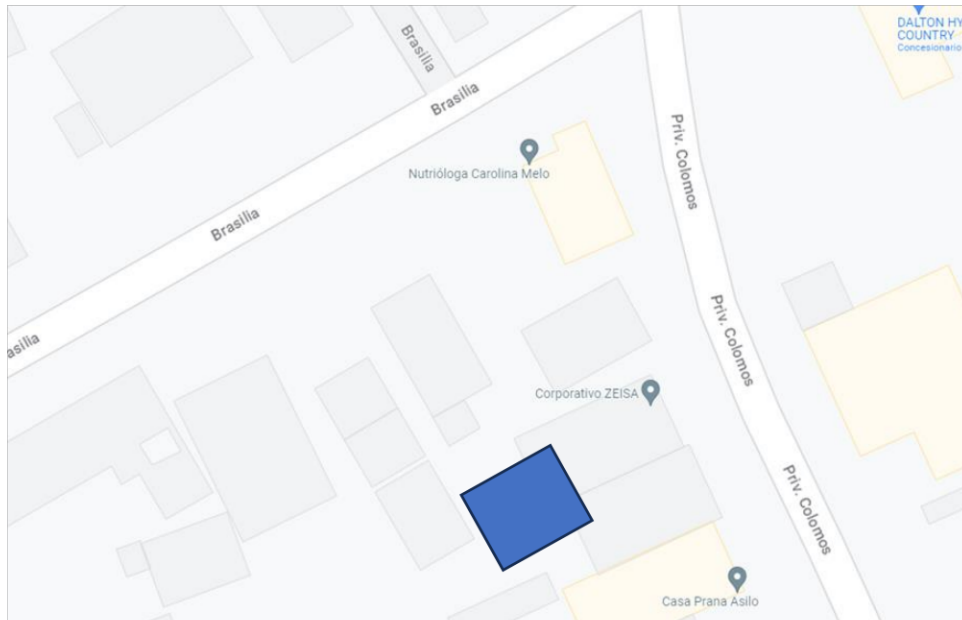 DALTON HY
COUNTRY
Concesionario
Brasilia
Brasilia
Priv. Colomos
Nutrióloga Carolina Melo
Brasilia
Priv. Colomos
asilia
Corporativo ZEISA
Priv. Colomos
Casa Prana Asilo